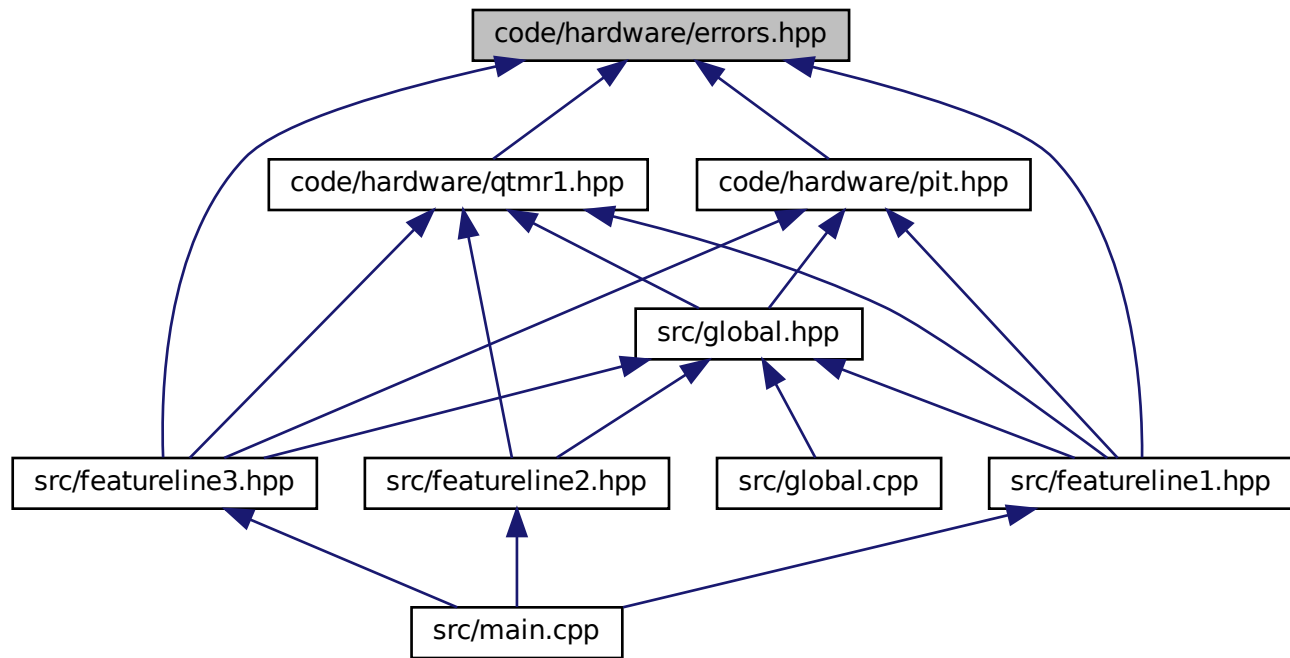 code/hardware/errors.hpp
code/hardware/qtmr1.hpp
code/hardware/pit.hpp
src/global.hpp
src/featureline3.hpp
src/featureline2.hpp
src/global.cpp
src/featureline1.hpp
src/main.cpp